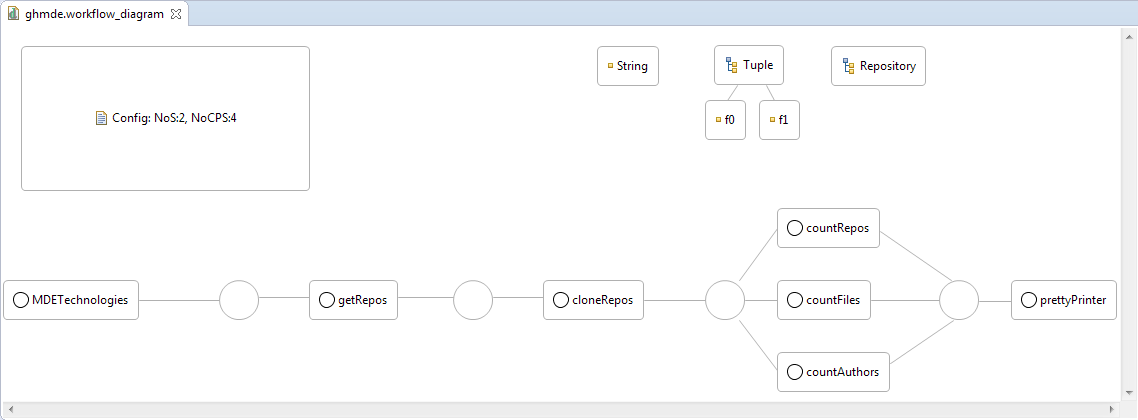 ghmde.workflow_diagram
String
Tuple
Repository
Config: NoS:2, NoCPS:4
f0
f1
countRepos
MDETechnologies
getRepos
cloneRepos
countFiles
prettyPrinter
countAuthors